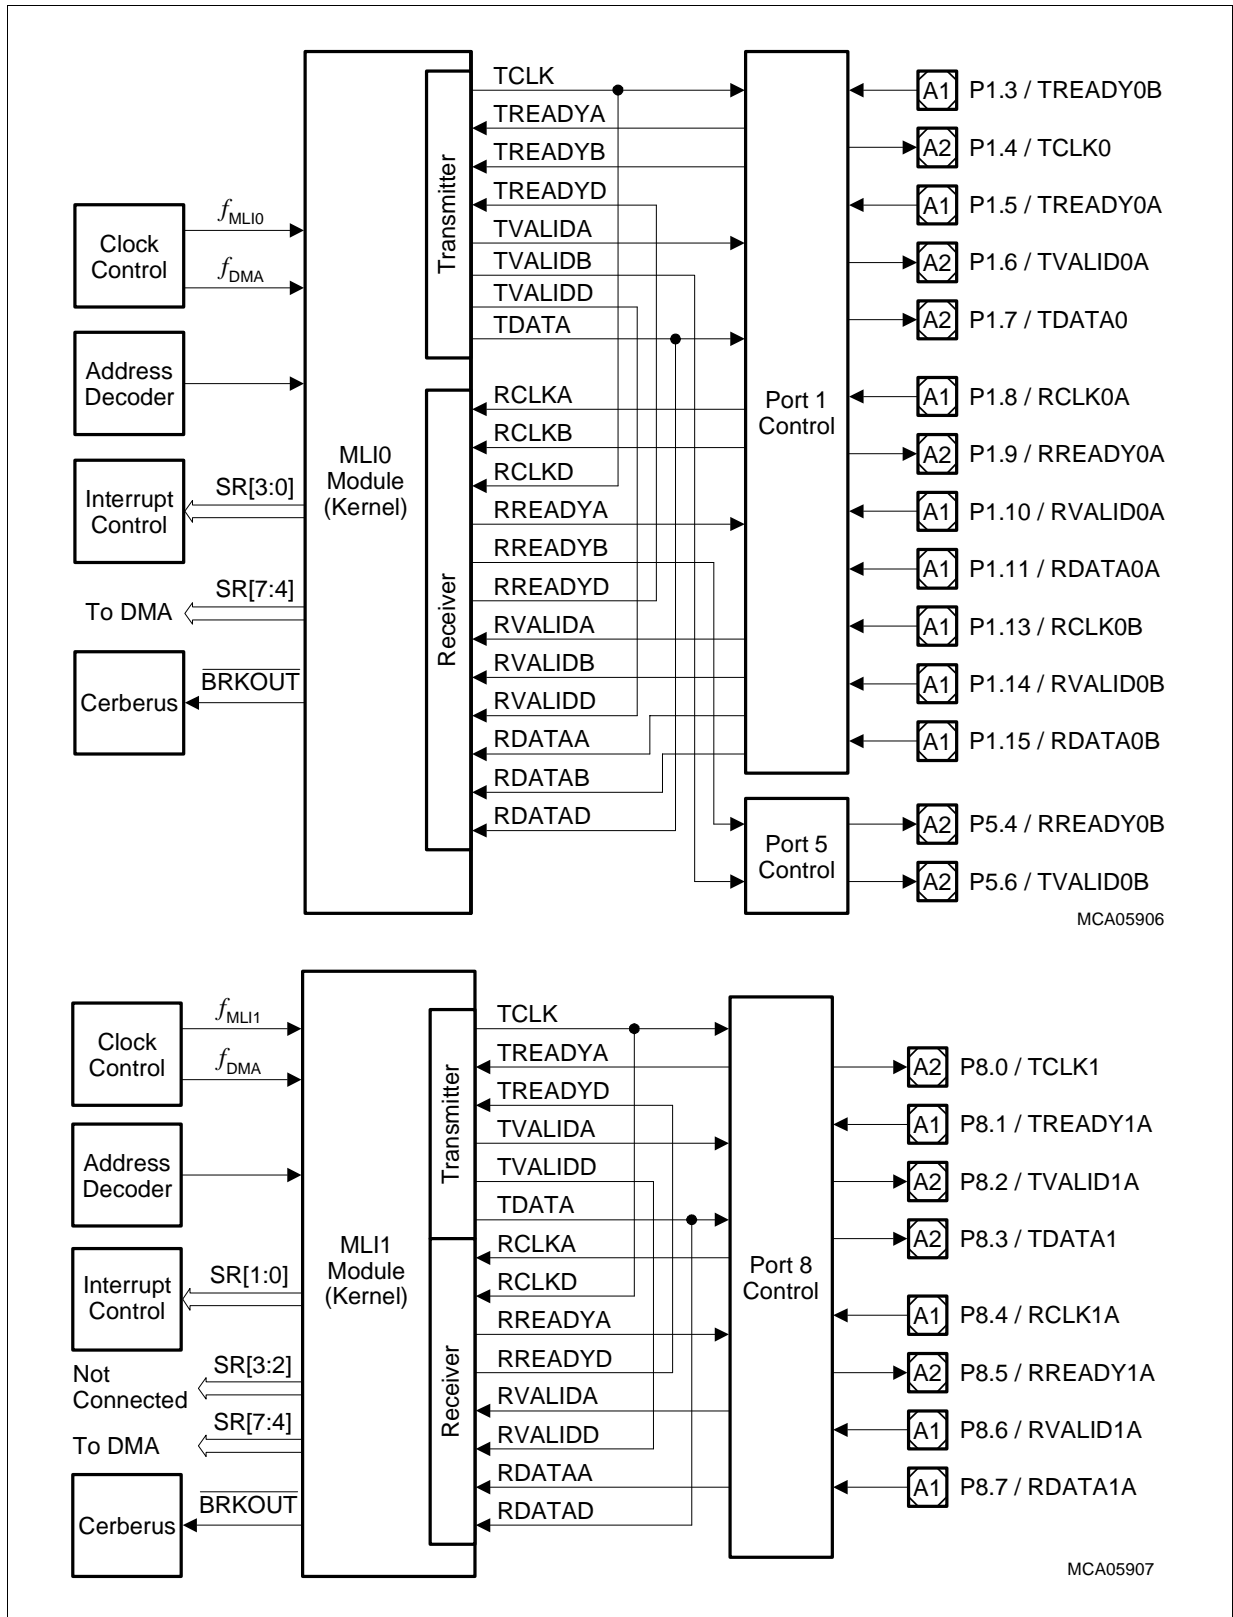 Clock
Control
fMLI0
fDMA
Address
Decoder
Interrupt
Control
SR[3:0]
To DMA
SR[7:4]
Cerberus
BRKOUT
MLI0
Module
(Kernel)
Transmitter
Receiver
TCLK
TREADYA
TREADYB
TREADYD
TVALIDA
TVALIDB
TVALIDD
TDATA
RCLKA
RCLKB
RCLKD
RREADYA
RREADYB
RREADYD
RVALIDA
RVALIDB
RVALIDD
RDATAA
RDATAB
RDATAD
Port 1
Control
Port 5
Control
A1 P1.3 / TREADY0B
A2 P1.4 / TCLK0
A1 P1.5 / TREADY0A
A2 P1.6 / TVALID0A
A2 P1.7 / TDATA0
A1 P1.8 / RCLK0A
A2 P1.9 / RREADY0A
A1 P1.10 / RVALID0A
A1 P1.11 / RDATA0A
A1 P1.13 / RCLK0B
A1 P1.14 / RVALID0B
A1 P1.15 / RDATA0B
A2 P5.4 / RREADY0B
A2 P5.6 / TVALID0B
MCA05906
Clock
Control
fMLI1
fDMA
Address
Decoder
Interrupt
Control
SR[1:0]
Not
Connected
SR[3:2]
To DMA
SR[7:4]
Cerberus
BRKOUT
MLI1
Module
(Kernel)
Transmitter
Receiver
TCLK
TREADYA
TREADYD
TVALIDA
TVALIDD
TDATA
RCLKA
RCLKD
RREADYA
RREADYD
RVALIDA
RVALIDD
RDATAA
RDATAD
Port 8
Control
A2 P8.0 / TCLK1
A1 P8.1 / TREADY1A
A2 P8.2 / TVALID1A
A2 P8.3 / TDATA1
A1 P8.4 / RCLK1A
A2 P8.5 / RREADY1A
A1 P8.6 / RVALID1A
A1 P8.7 / RDATA1A
MCA05907